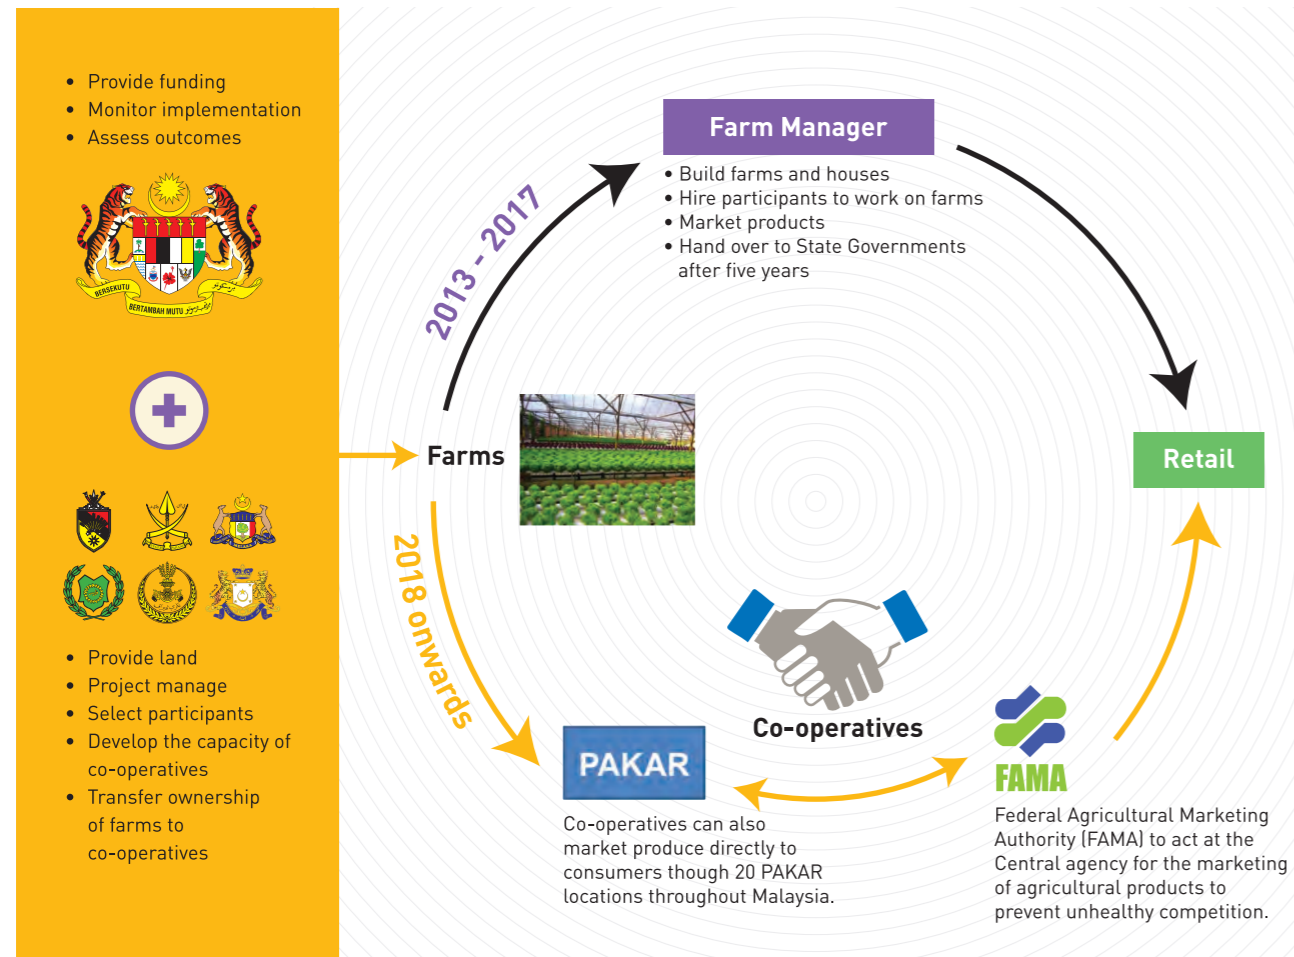 • Provide funding
• Monitor implementation
• Assess outcomes
BERSEKUTU
BERTAMBAH MUTU
• Provide land
• Project manage
• Select participants
• Develop the capacity of
co-operatives
• Transfer ownership
of farms to
co-operatives
2013 - 2017
Farm Manager
• Build farms and houses
• Hire participants to work on farms
• Market products
• Hand over to State Governments
after five years
Farms
Retail
2018 onwards
Co-operatives
PAKAR
Co-operatives can also
market produce directly to
consumers though 20 PAKAR
locations throughout Malaysia.
FAMA
Federal Agricultural Marketing
Authority (FAMA) to act at the
Central agency for the marketing
of agricultural products to
prevent unhealthy competition.